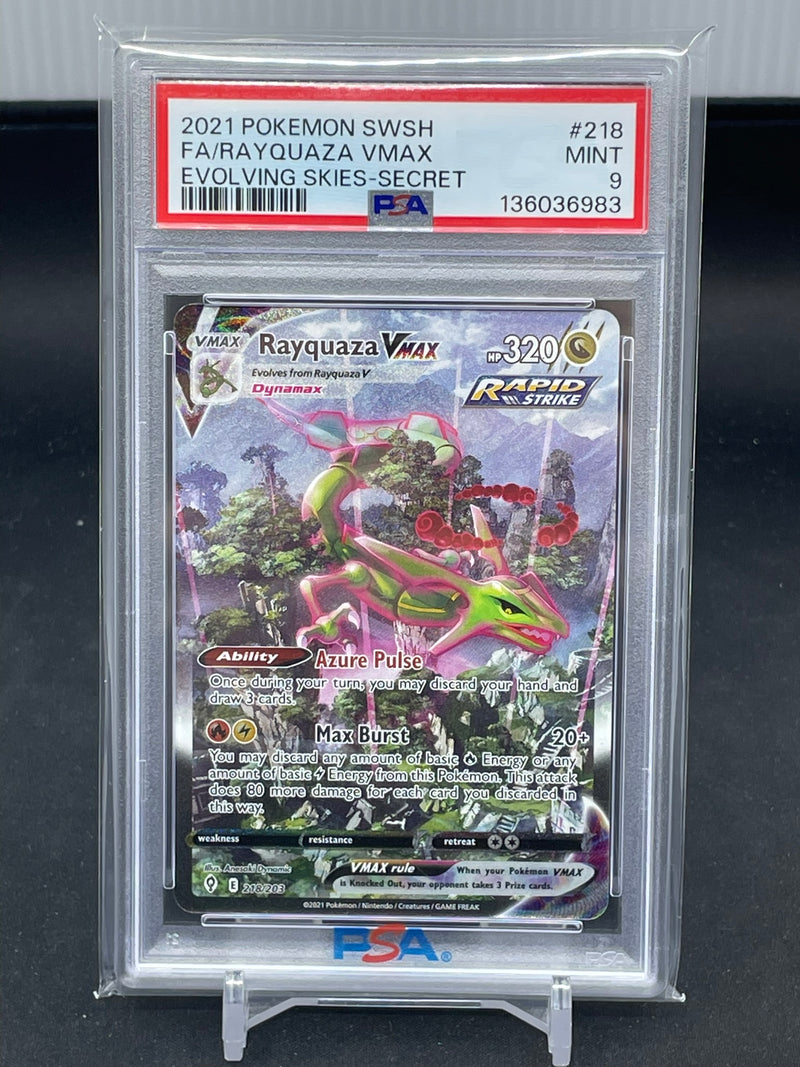 2021 POKEMON SWSH #218
FA/RAYQUAZA VMAX MINT
EVOLVING SKIES-SECRET 9
PSA 136036983
VMAX Rayquaza VMAX HP 320
Evolves from Rayquaza V
Dynamax
RAPID
STRIKE
Ability Azure Pulse
Once during your turn, you may discard your hand and
draw 3 cards.
Max Burst 20+
You may discard any amount of basic Energy or any
amount of basic Energy from this Pokémon. This attack
does 80 more damage for each card you discarded in
this way.
weakness resistance retreat
Illus. Anesaki Dynamic
VMAX rule When your Pokémon VMAX
is Knocked Out, your opponent takes 3 Prize cards.
E 218/203
©2021 Pokémon / Nintendo / Creatures / GAME FREAK
PSA®
PSA